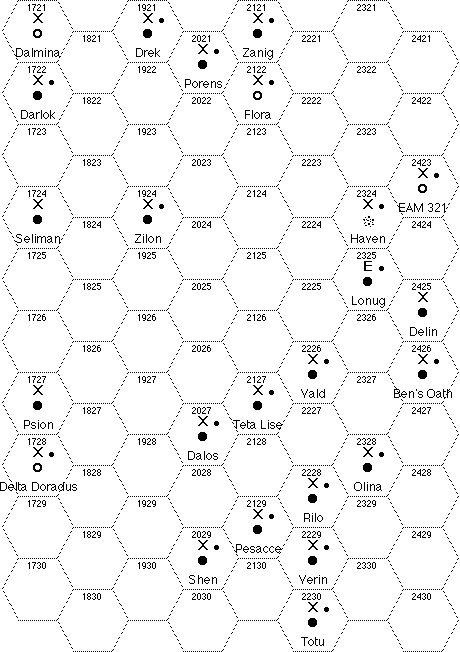 1721 1921 2121 2321
X X X
1821 2021 2221 2421
X
Dalmina Drek Zanig
1722 1922 2122 2322
X X
Porens
1822 2022 2222 2422
Darlok Flora
1723 1923 2123 2323
1823 2023 2223 2423
X
1724 1924 2124 2324
X X X
EAM 321
1824 2024 2224 2424
Seliman Zilon Haven
1725 1925 2125 2325
E
1825 2025 2225 2425
X
Lonug
1726 1926 2126 2326
Delin
1826 2026 2226 2426
X X
1727 1927 2127 2327
X X
Yald Ben's Oath
1827 2027 2227 2427
X
Psion Teta Lise
1728 1928 2128 2328
X X
Dalos
1828 2028 2228 2428
X
Delta Doradus Olina
1729 1929 2129 2329
X
Rilo
1829 2029 2229 2429
X X
Pesacce
1730 1930 2130 2330
Shen Yerin
1830 2030 2230 2430
X
Totu